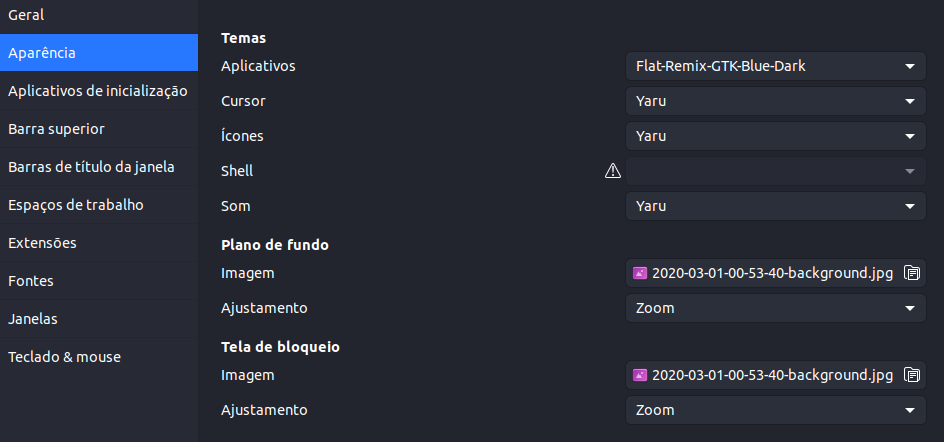 Geral
Aparência
Aplicativos de inicialização
Barra superior
Barras de título da janela
Espaços de trabalho
Extensões
Fontes
Janelas
Teclado & mouse
Temas
Aplicativos Flat-Remix-GTK-Blue-Dark
Cursor Yaru
Ícones Yaru
Shell
Som Yaru
Plano de fundo
Imagem 2020-03-01-00-53-40-background.jpg
Ajustamento Zoom
Tela de bloqueio
Imagem 2020-03-01-00-53-40-background.jpg
Ajustamento Zoom